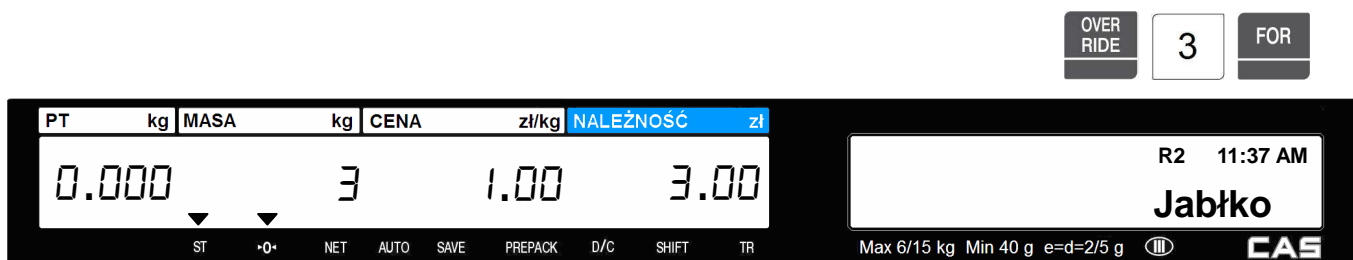 OVER RIDE 3 FOR
PT kg MASA kg CENA zł/kg NALEŻNOŚĆ zł
0.000 3 1.00 3.00
R2 11:37 AM
Jabłko
ST ▸0◂ NET AUTO SAVE PREPACK D/C SHIFT TR
Max 6/15 kg Min 40 g e=d=2/5 g III CAS